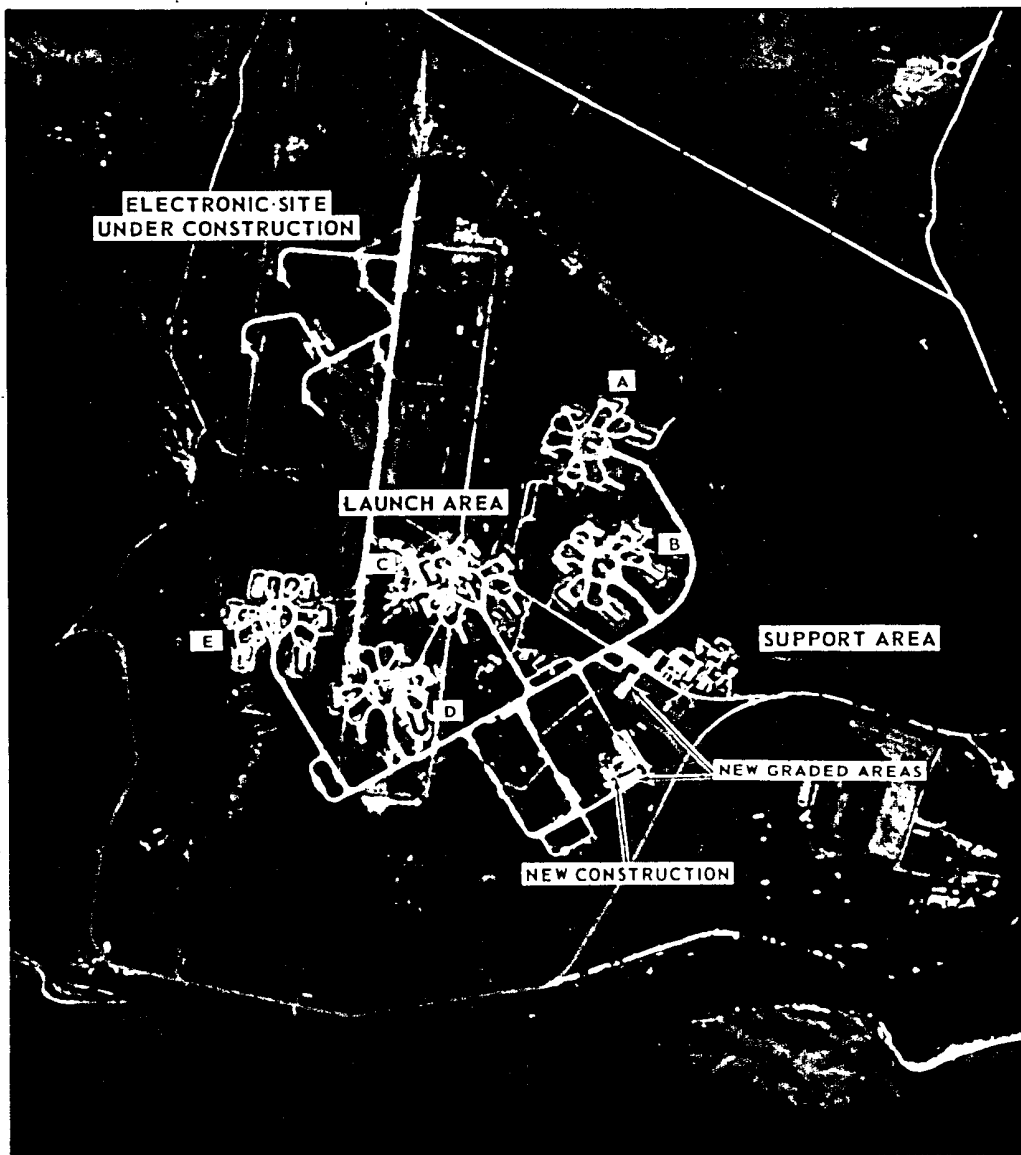 ELECTRONIC·SITE
UNDER CONSTRUCTION
A
LAUNCH AREA
B
C
E
SUPPORT AREA
D
NEW GRADED AREAS
NEW CONSTRUCTION